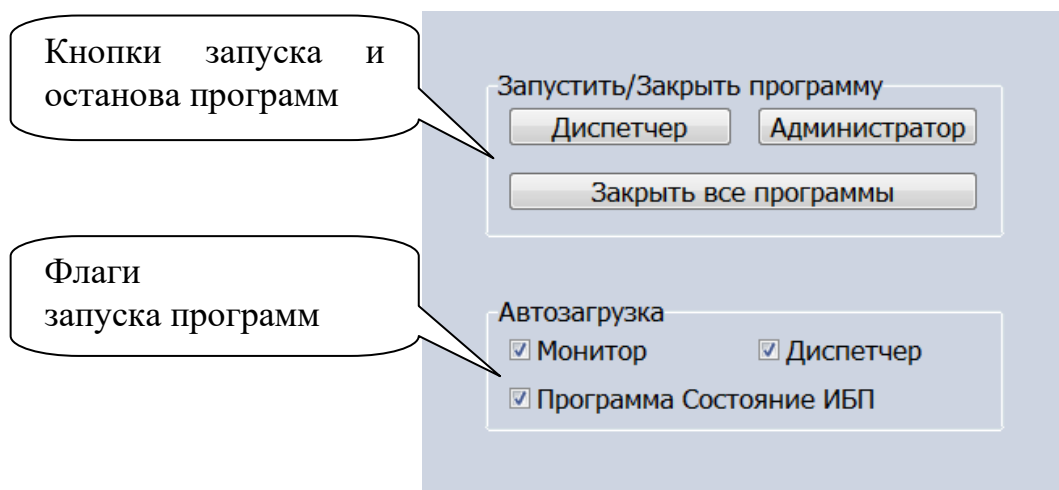 Кнопки запуска и
останова программ
Запустить/Закрыть программу
Диспетчер Администратор
Закрыть все программы
Флаги
запуска программ
Автозагрузка
Монитор Диспетчер
Программа Состояние ИБП